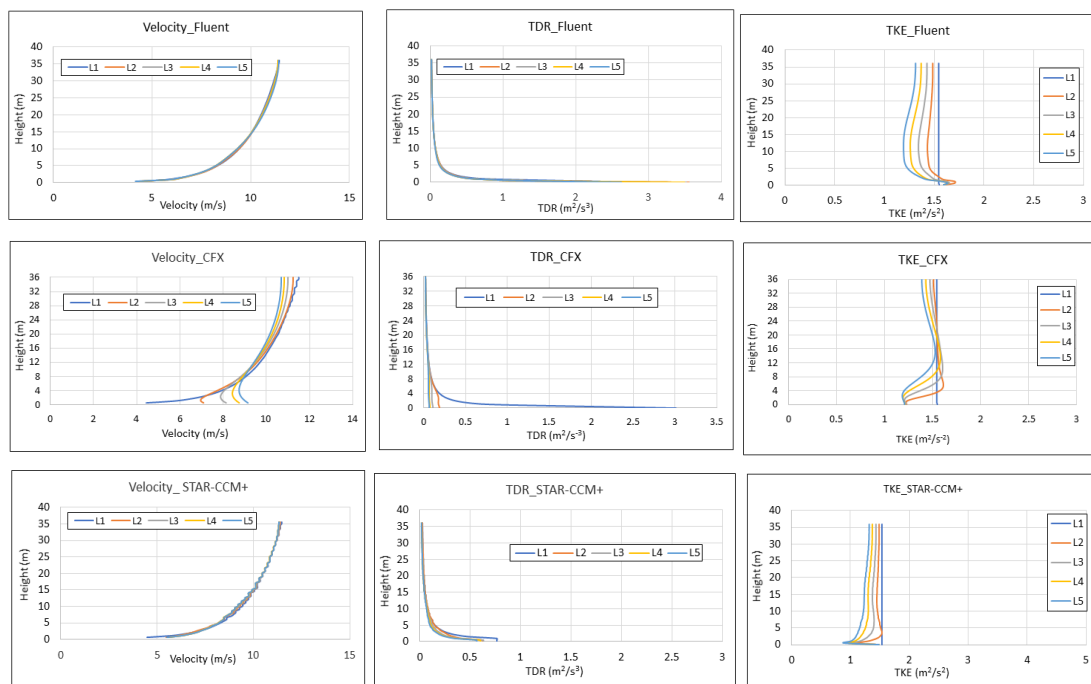 Velocity_Fluent
40
35
30
25
20
15
10
5
0
L1 L2 L3 L4 L5
Height (m)
0 5 10 15
Velocity (m/s)
TDR_Fluent
40
35
30
25
20
15
10
5
0
L1 L2 L3 L4 L5
Height (m)
0 1 2 3 4
TDR (m²/s³)
TKE_Fluent
40
35
30
25
20
15
10
5
0
L1
L2
L3
L4
L5
Height (m)
0 0.5 1 1.5 2 2.5 3
TKE (m²/s²)
Velocity_CFX
36
32
28
24
20
16
12
8
4
0
L1 L2 L3 L4 L5
Height (m)
0 2 4 6 8 10 12 14
Velocity (m/s)
TDR_CFX
36
32
28
24
20
16
12
8
4
0
L1 L2 L3 L4 L5
Height (m)
0 0.5 1 1.5 2 2.5 3 3.5
TDR (m²/s⁻³)
TKE_CFX
36
32
28
24
20
16
12
8
4
0
L1
L2
L3
L4
L5
Height (m)
0 0.5 1 1.5 2 2.5 3
TKE (m²/s⁻²)
Velocity_ STAR-CCM+
40
35
30
25
20
15
10
5
0
L1 L2 L3 L4 L5
Height (m)
0 5 10 15
Velocity (m/s)
TDR_STAR-CCM+
40
35
30
25
20
15
10
5
0
L1 L2 L3 L4 L5
Height (m)
0 0.5 1 1.5 2 2.5 3
TDR (m²/s³)
TKE_STAR-CCM+
40
35
30
25
20
15
10
5
0
L1
L2
L3
L4
L5
Height (m)
0 1 2 3 4 5
TKE (m²/s²)